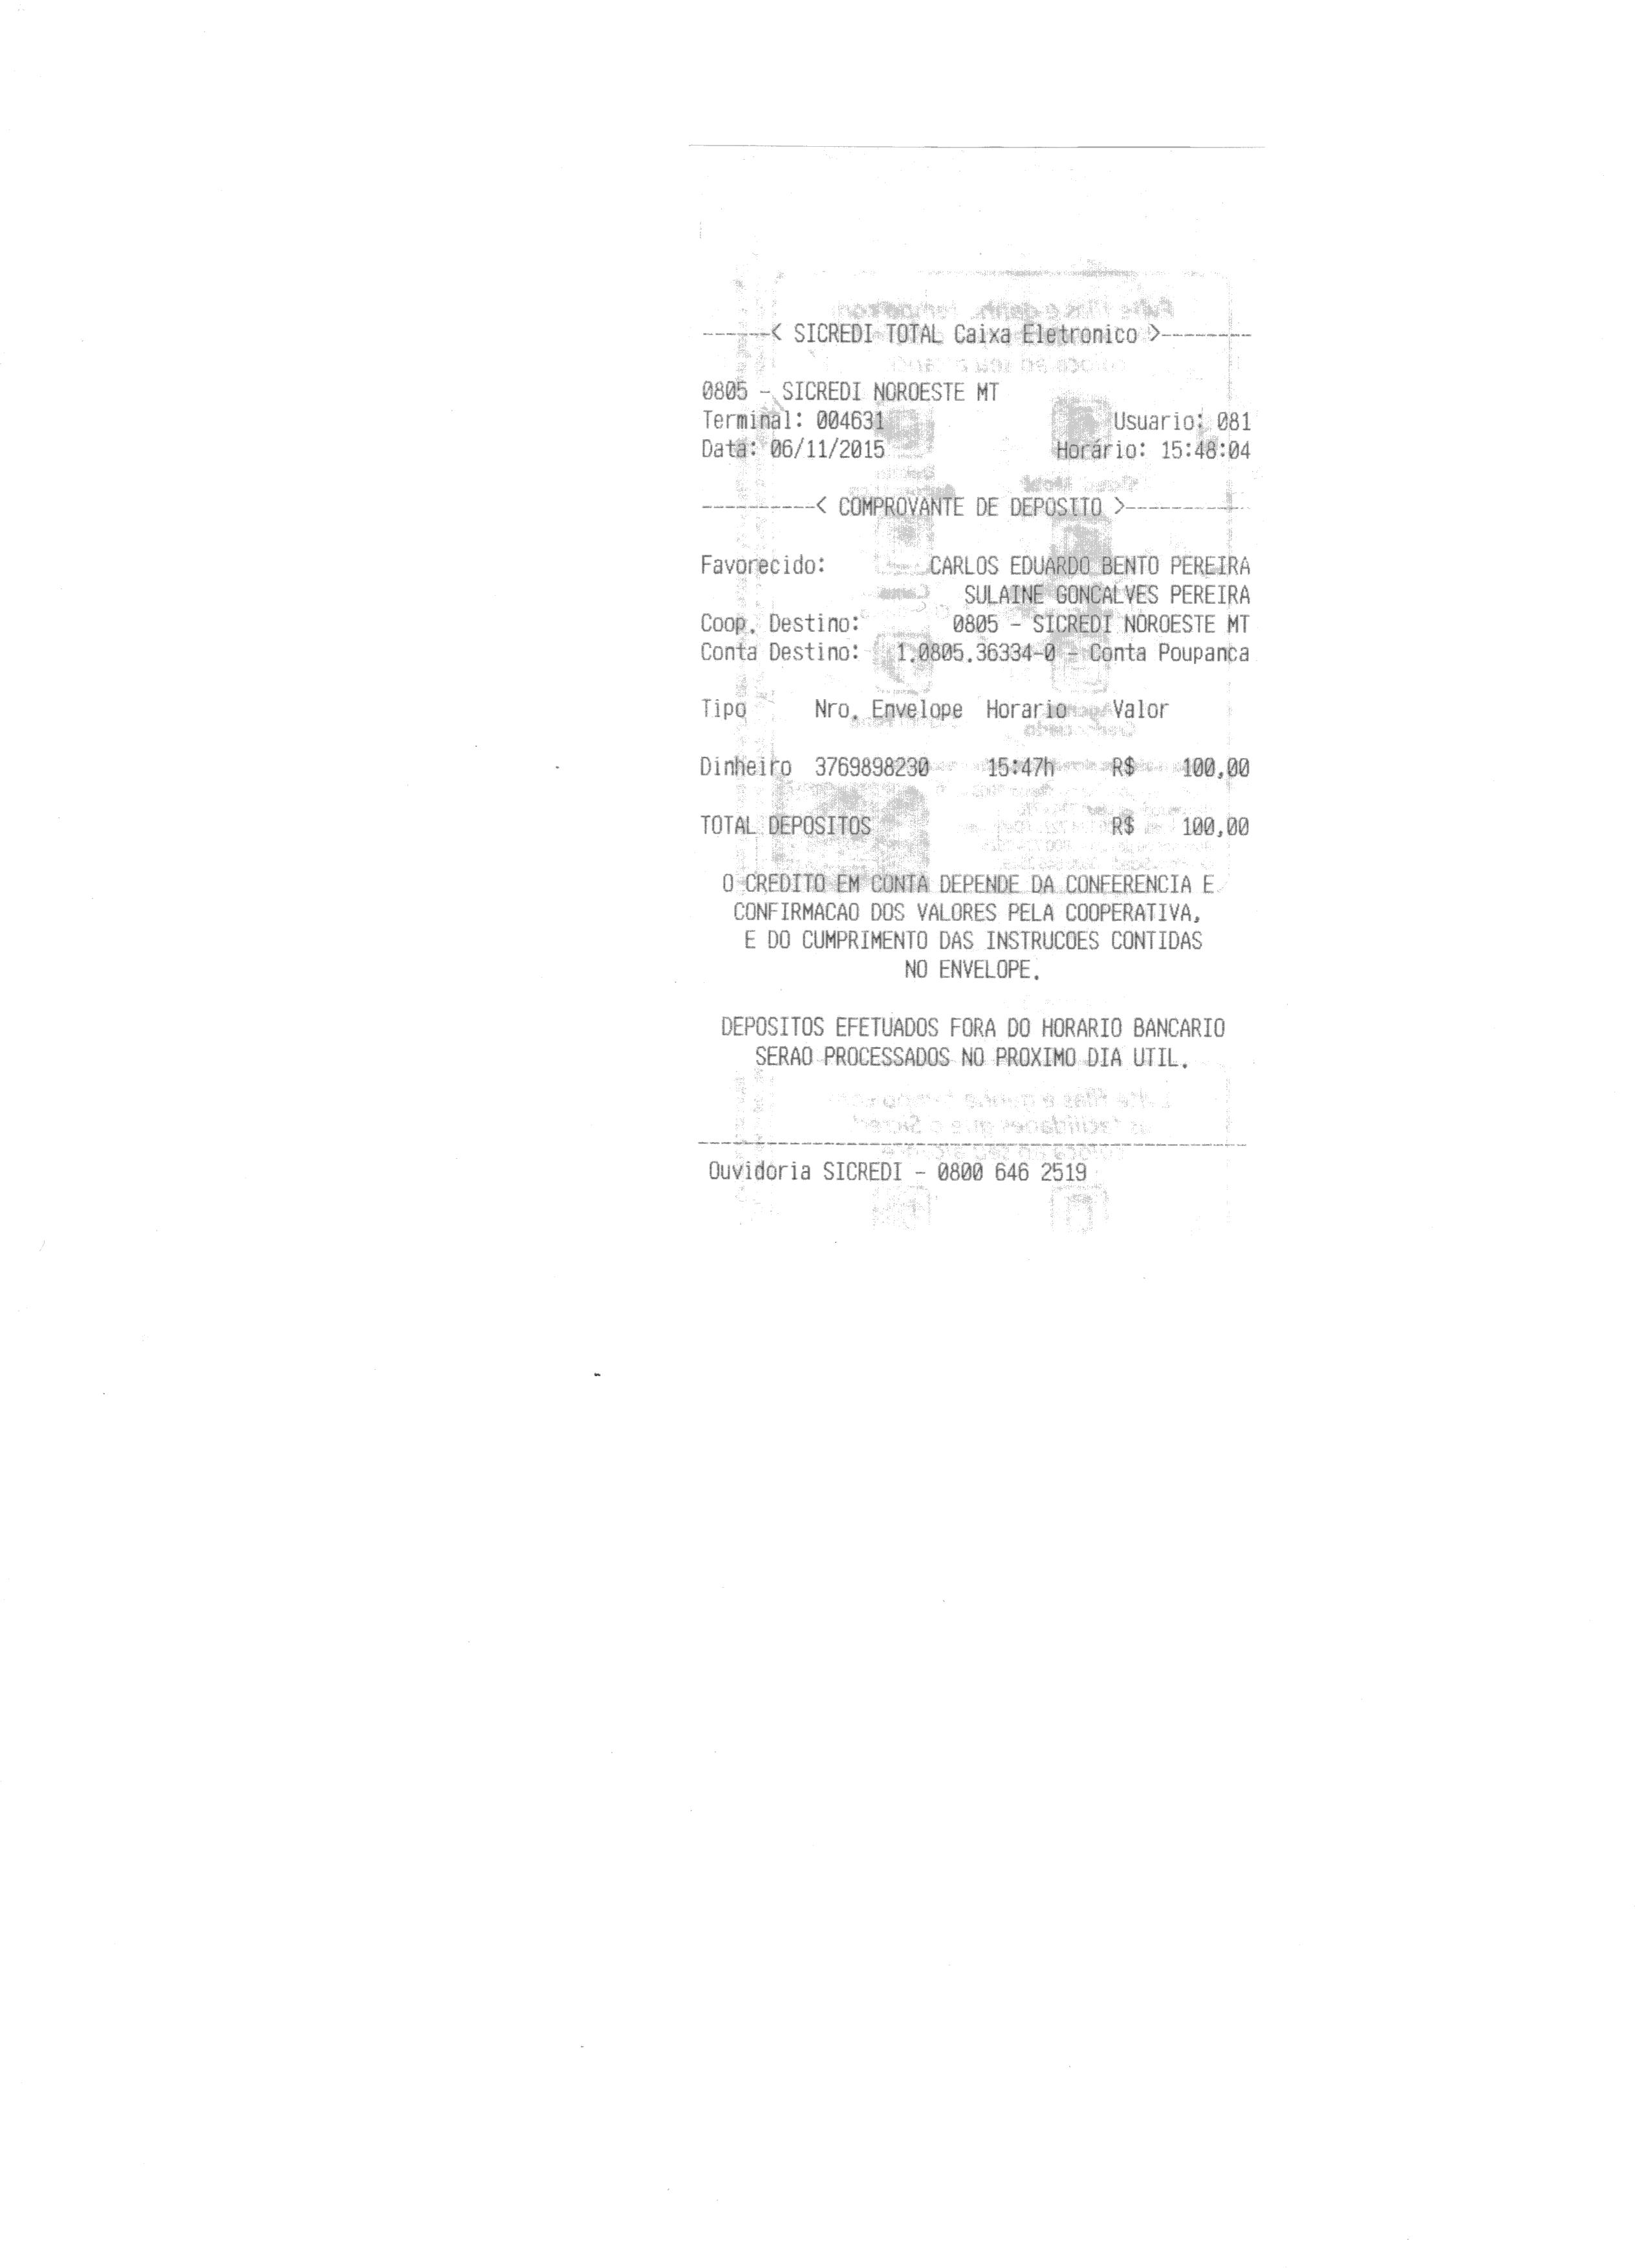 ------< SICREDI TOTAL Caixa Eletronico >--------
0805 - SICREDI NOROESTE MT
Terminal: 004631 Usuario: 081
Data: 06/11/2015 Horário: 15:48:04
----------< COMPROVANTE DE DEPOSITO >-----------
Favorecido: CARLOS EDUARDO BENTO PEREIRA
SULAINE GONCALVES PEREIRA
Coop. Destino: 0805 - SICREDI NOROESTE MT
Conta Destino: 1.0805.36334-0 - Conta Poupanca
Tipo Nro. Envelope Horario Valor
Dinheiro 3769898230 15:47h R$ 100,00
TOTAL DEPOSITOS R$ 100,00
O CREDITO EM CONTA DEPENDE DA CONFERENCIA E
CONFIRMACAO DOS VALORES PELA COOPERATIVA,
E DO CUMPRIMENTO DAS INSTRUCOES CONTIDAS
NO ENVELOPE.
DEPOSITOS EFETUADOS FORA DO HORARIO BANCARIO
SERAO PROCESSADOS NO PROXIMO DIA UTIL.
------------------------------------------------
Ouvidoria SICREDI - 0800 646 2519